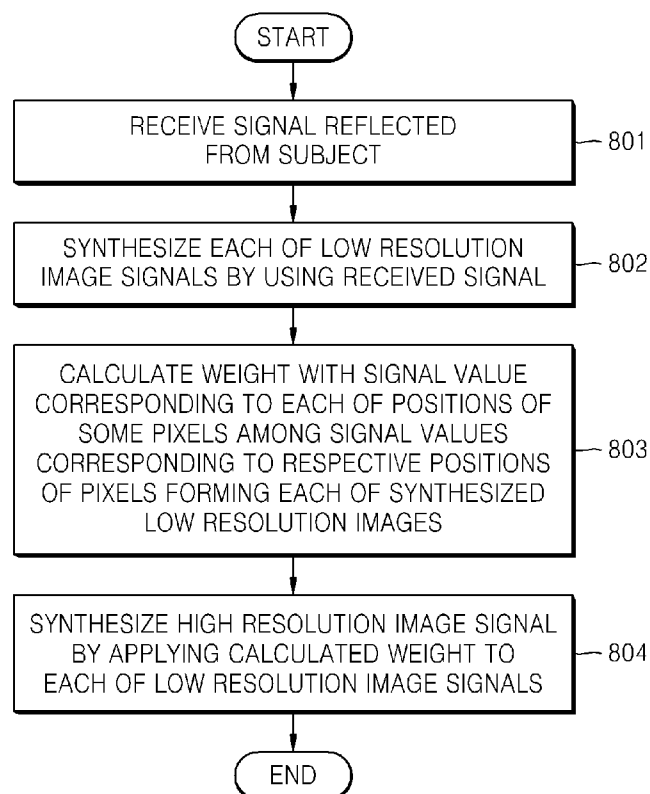 START
RECEIVE SIGNAL REFLECTED
FROM SUBJECT
801
SYNTHESIZE EACH OF LOW RESOLUTION
IMAGE SIGNALS BY USING RECEIVED SIGNAL
802
CALCULATE WEIGHT WITH SIGNAL VALUE
CORRESPONDING TO EACH OF POSITIONS OF
SOME PIXELS AMONG SIGNAL VALUES
CORRESPONDING TO RESPECTIVE POSITIONS
OF PIXELS FORMING EACH OF SYNTHESIZED
LOW RESOLUTION IMAGES
803
SYNTHESIZE HIGH RESOLUTION IMAGE SIGNAL
BY APPLYING CALCULATED WEIGHT TO
EACH OF LOW RESOLUTION IMAGE SIGNALS
804
END